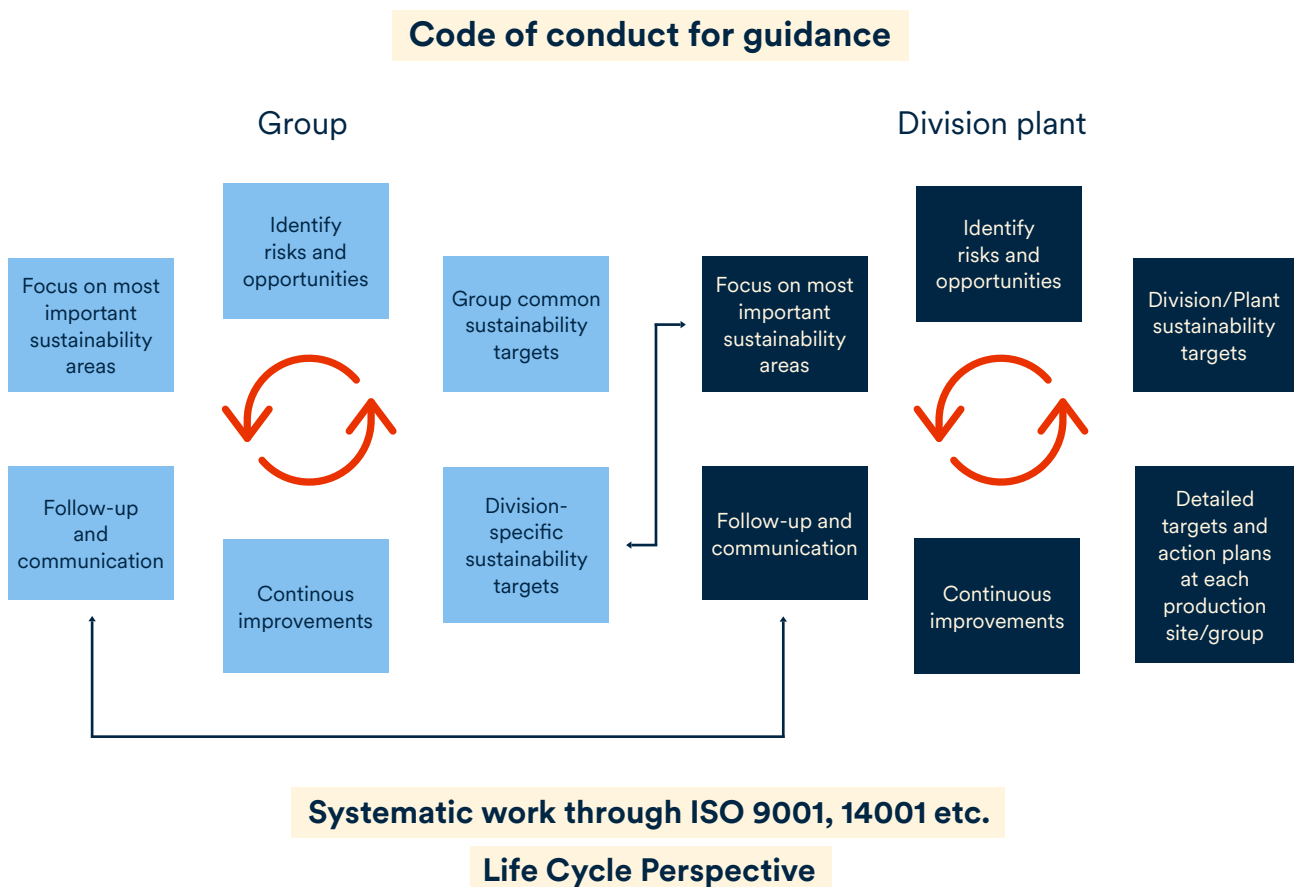 Code of conduct for guidance
Group
Identify
risks and
opportunities
Focus on most
important
sustainability
areas
Group common
sustainability
targets
Follow-up
and
communication
Division-
specific
sustainability
targets
Continous
improvements
Division plant
Identify
risks and
opportunities
Focus on most
important
sustainability
areas
Division/Plant
sustainability
targets
Follow-up and
communication
Detailed
targets and
action plans
at each
production
site/group
Continuous
improvements
Systematic work through ISO 9001, 14001 etc.
Life Cycle Perspective